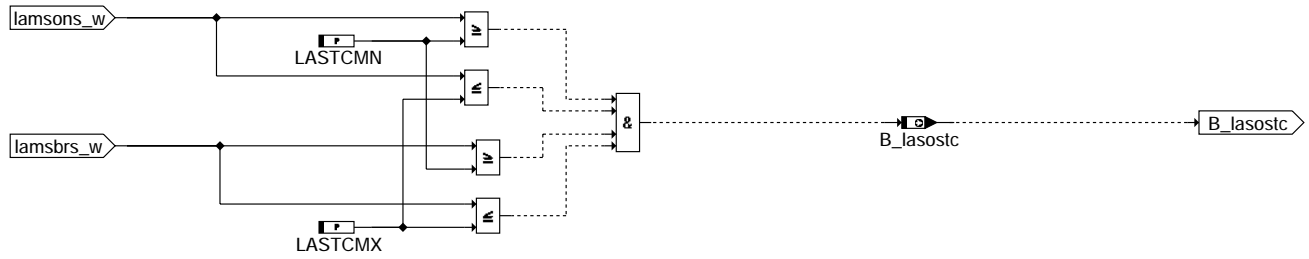 lamsons_w
P
LASTCMN
≥
≤
lamsbrs_w
&
B_lasostc
B_lasostc
≥
≤
P
LASTCMX